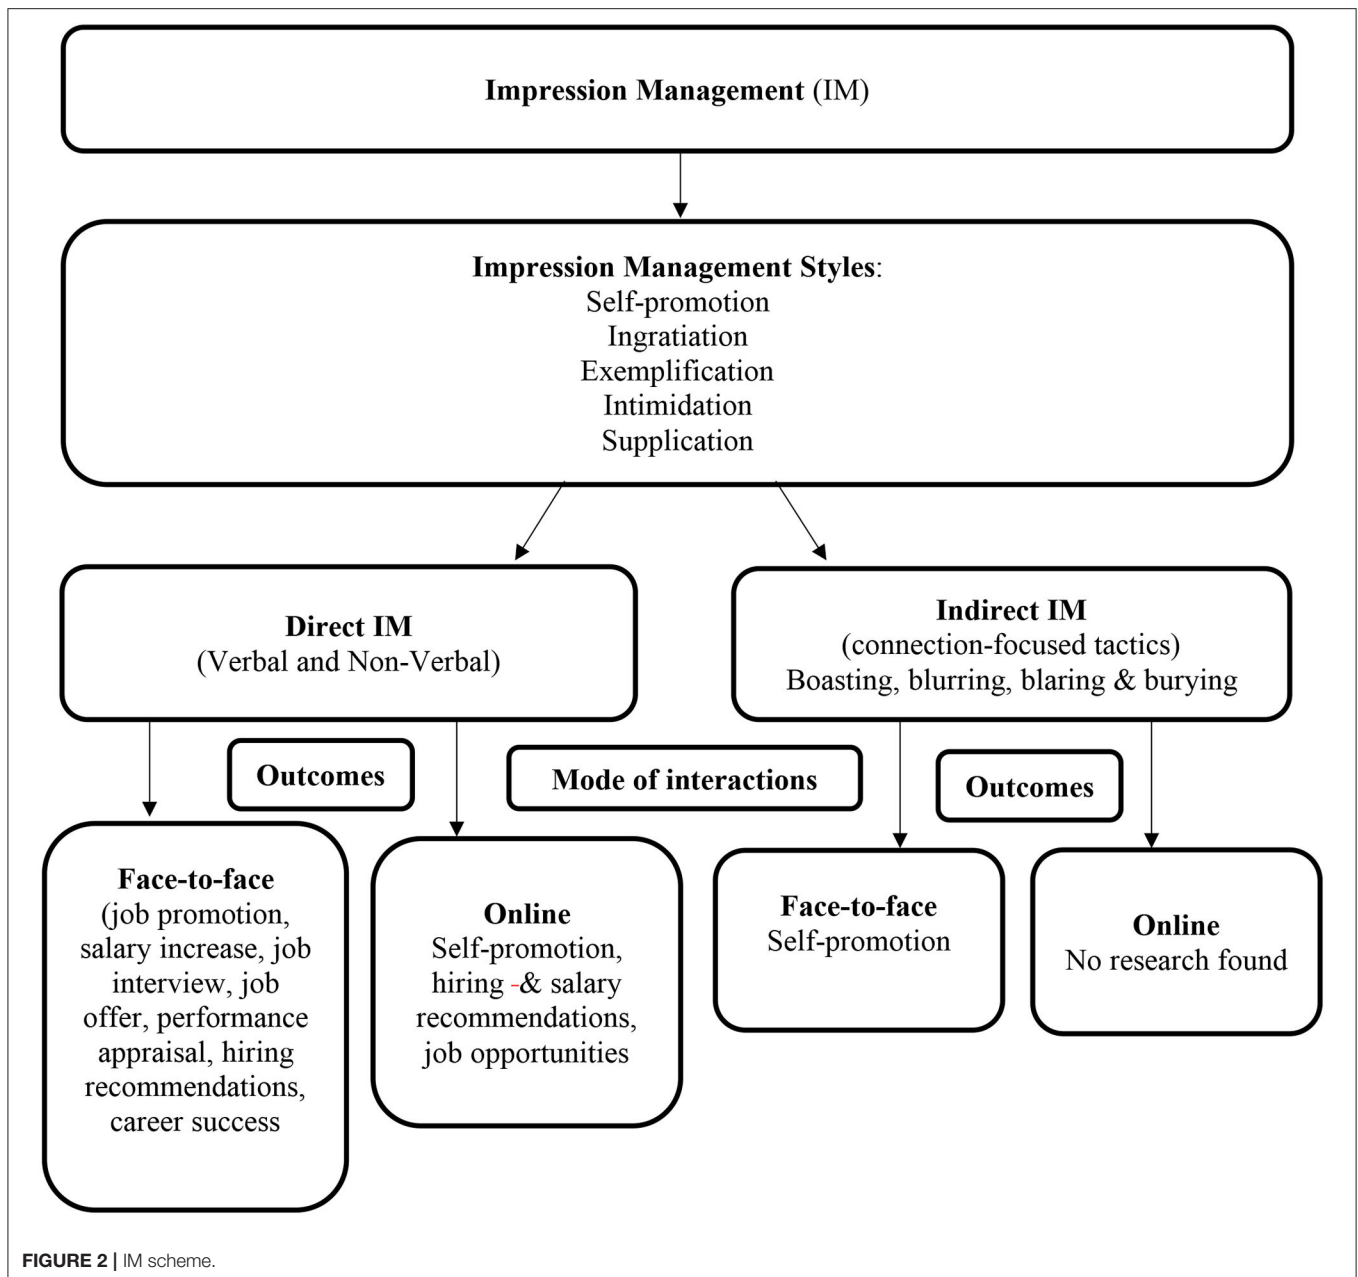 Impression Management (IM)
Impression Management Styles:
Self-promotion
Ingratiation
Exemplification
Intimidation
Supplication
Direct IM
(Verbal and Non-Verbal)
Indirect IM
(connection-focused tactics)
Boasting, blurring, blaring & burying
Outcomes
Mode of interactions
Outcomes
Face-to-face
(job promotion,
salary increase, job
interview, job
offer, performance
appraisal, hiring
recommendations,
career success
Online
Self-promotion,
hiring -& salary
recommendations,
job opportunities
Face-to-face
Self-promotion
Online
No research found
FIGURE 2 | IM scheme.